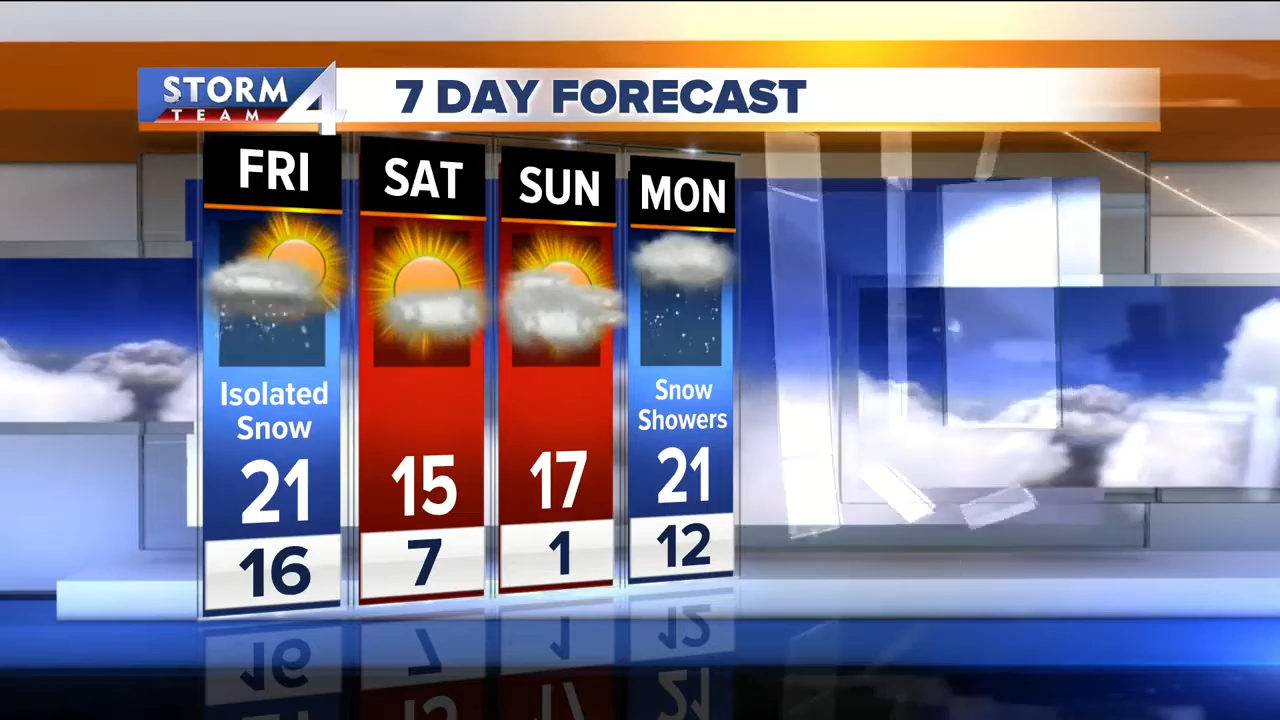 STORM
TEAM
4
7 DAY FORECAST
FRI
Isolated
Snow
21
16
SAT
15
7
SUN
17
1
MON
Snow
Showers
21
12